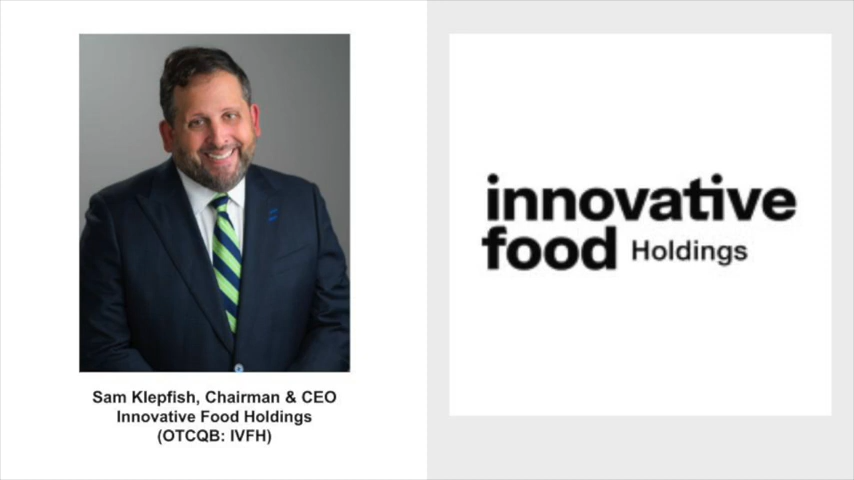 Sam Klepfish, Chairman & CEO
Innovative Food Holdings
(OTCQB: IVFH)
innovative
food Holdings